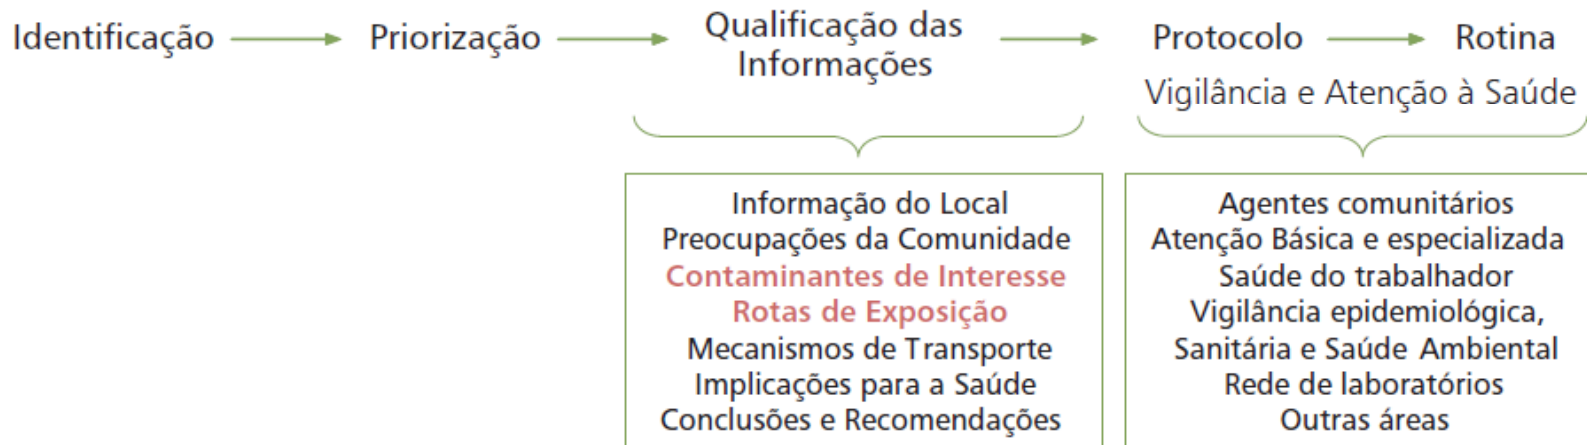 Identificação
Priorização
Qualificação das
Informações
Protocolo
Rotina
Vigilância e Atenção à Saúde
Informação do Local
Preocupações da Comunidade
Contaminantes de Interesse
Rotas de Exposição
Mecanismos de Transporte
Implicações para a Saúde
Conclusões e Recomendações
Agentes comunitários
Atenção Básica e especializada
Saúde do trabalhador
Vigilância epidemiológica,
Sanitária e Saúde Ambiental
Rede de laboratórios
Outras áreas